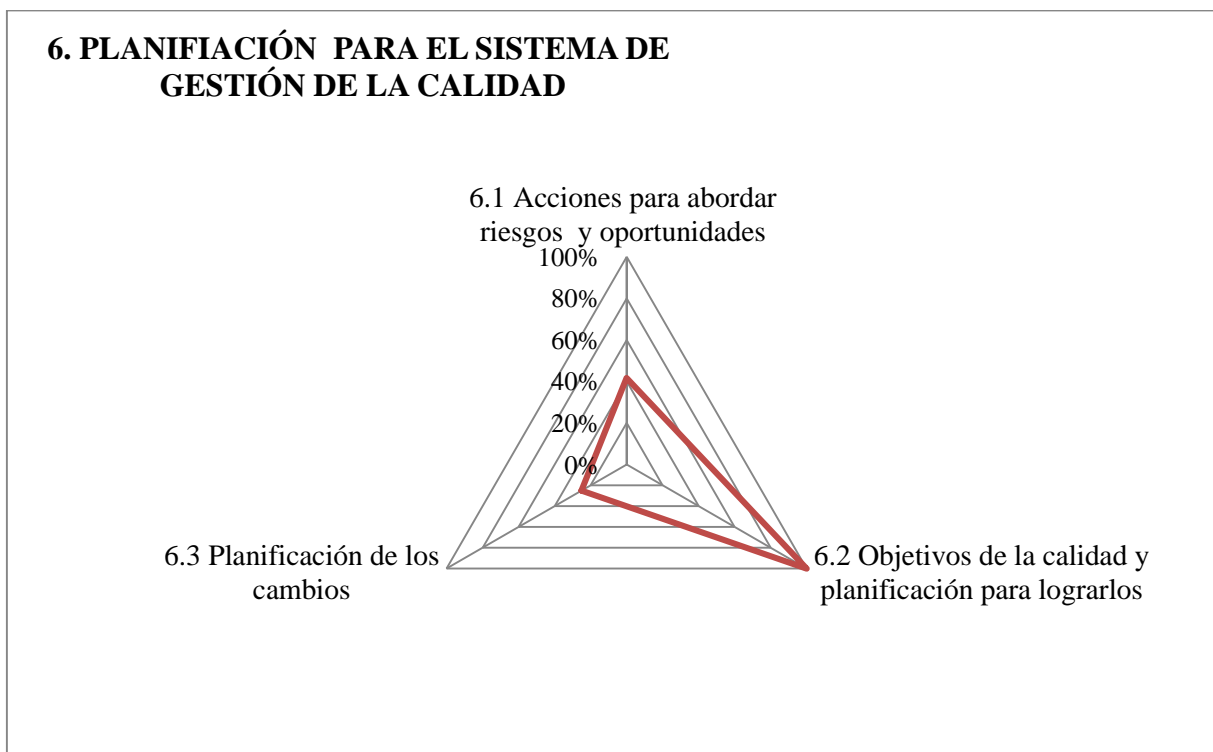 6. PLANIFIACIÓN  PARA EL SISTEMA DE
GESTIÓN DE LA CALIDAD
6.1 Acciones para abordar
riesgos  y oportunidades
100%
80%
60%
40%
20%
0%
6.3 Planificación de los
cambios
6.2 Objetivos de la calidad y
planificación para lograrlos